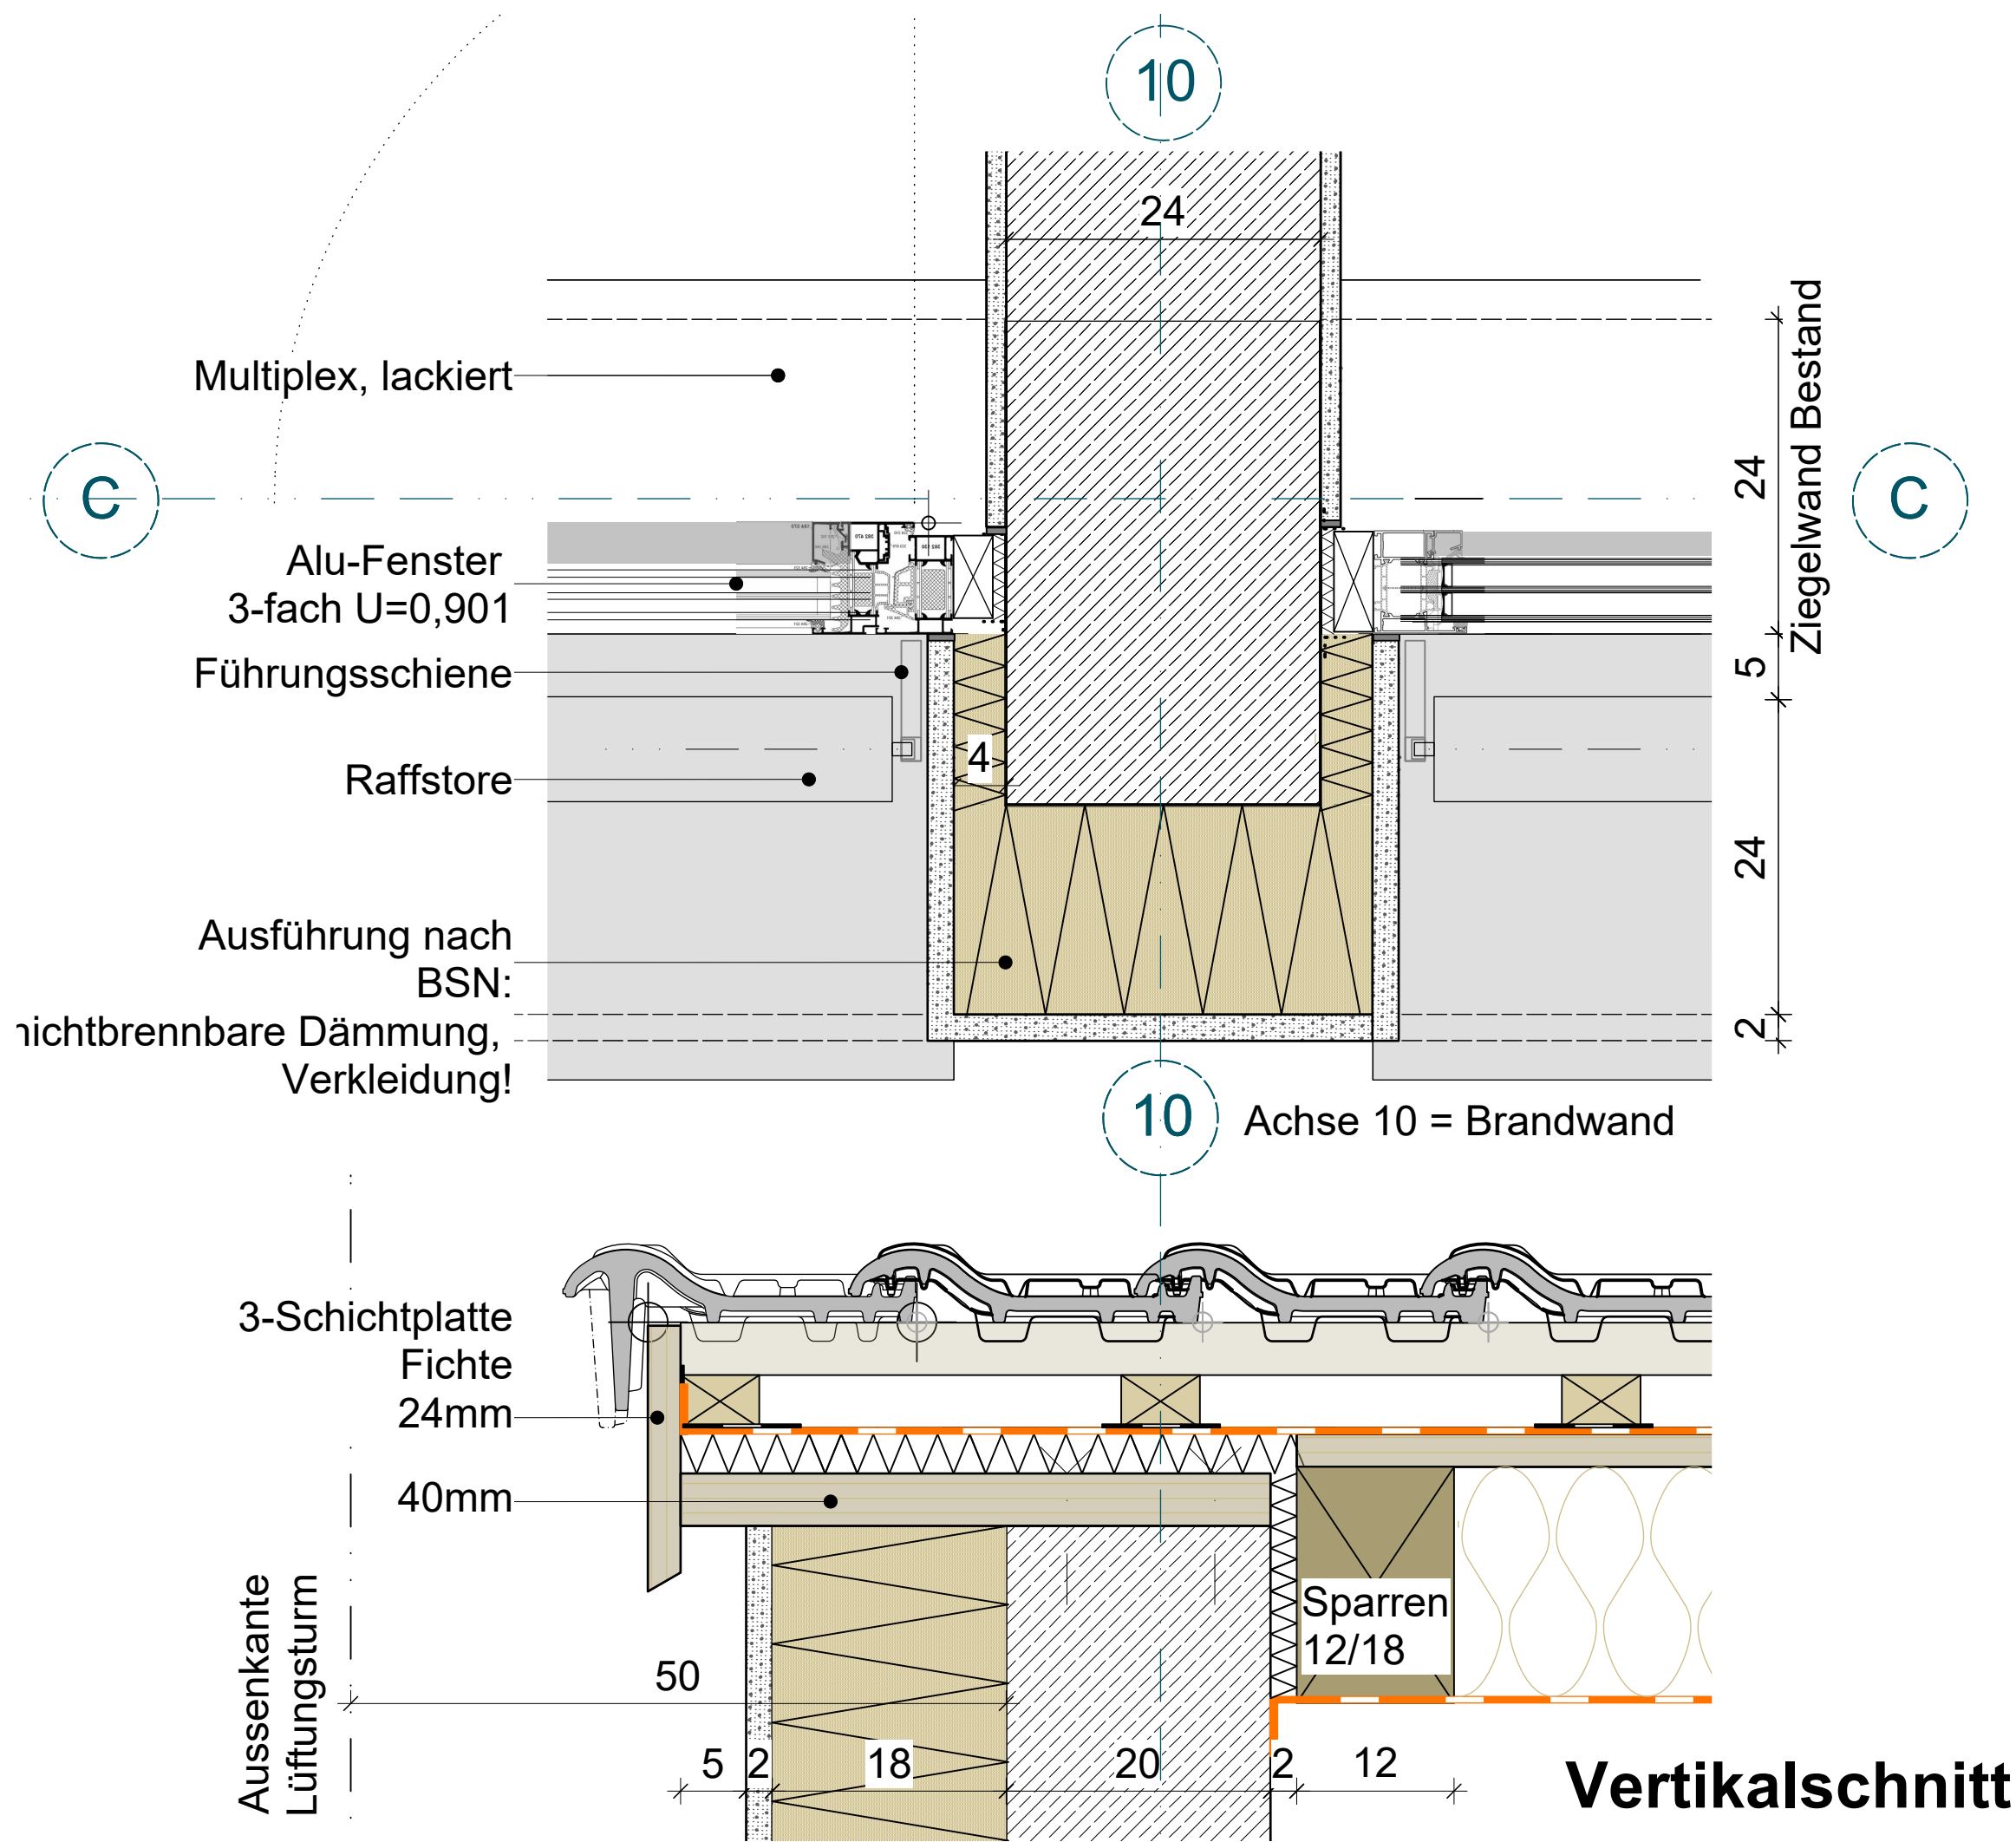 10
24
Ziegelwand Bestand
Multiplex, lackiert
24
C
C
Alu-Fenster
3-fach U=0,901
Führungsschiene
5
4
Raffstore
24
Ausführung nach
BSN:
nichtbrennbare Dämmung,
Verkleidung!
2
10
Achse 10 = Brandwand
3-Schichtplatte
Fichte
24mm
40mm
Sparren
12/18
Aussenkante
Lüftungsturm
50
5
2
18
20
2
12
Vertikalschnitt